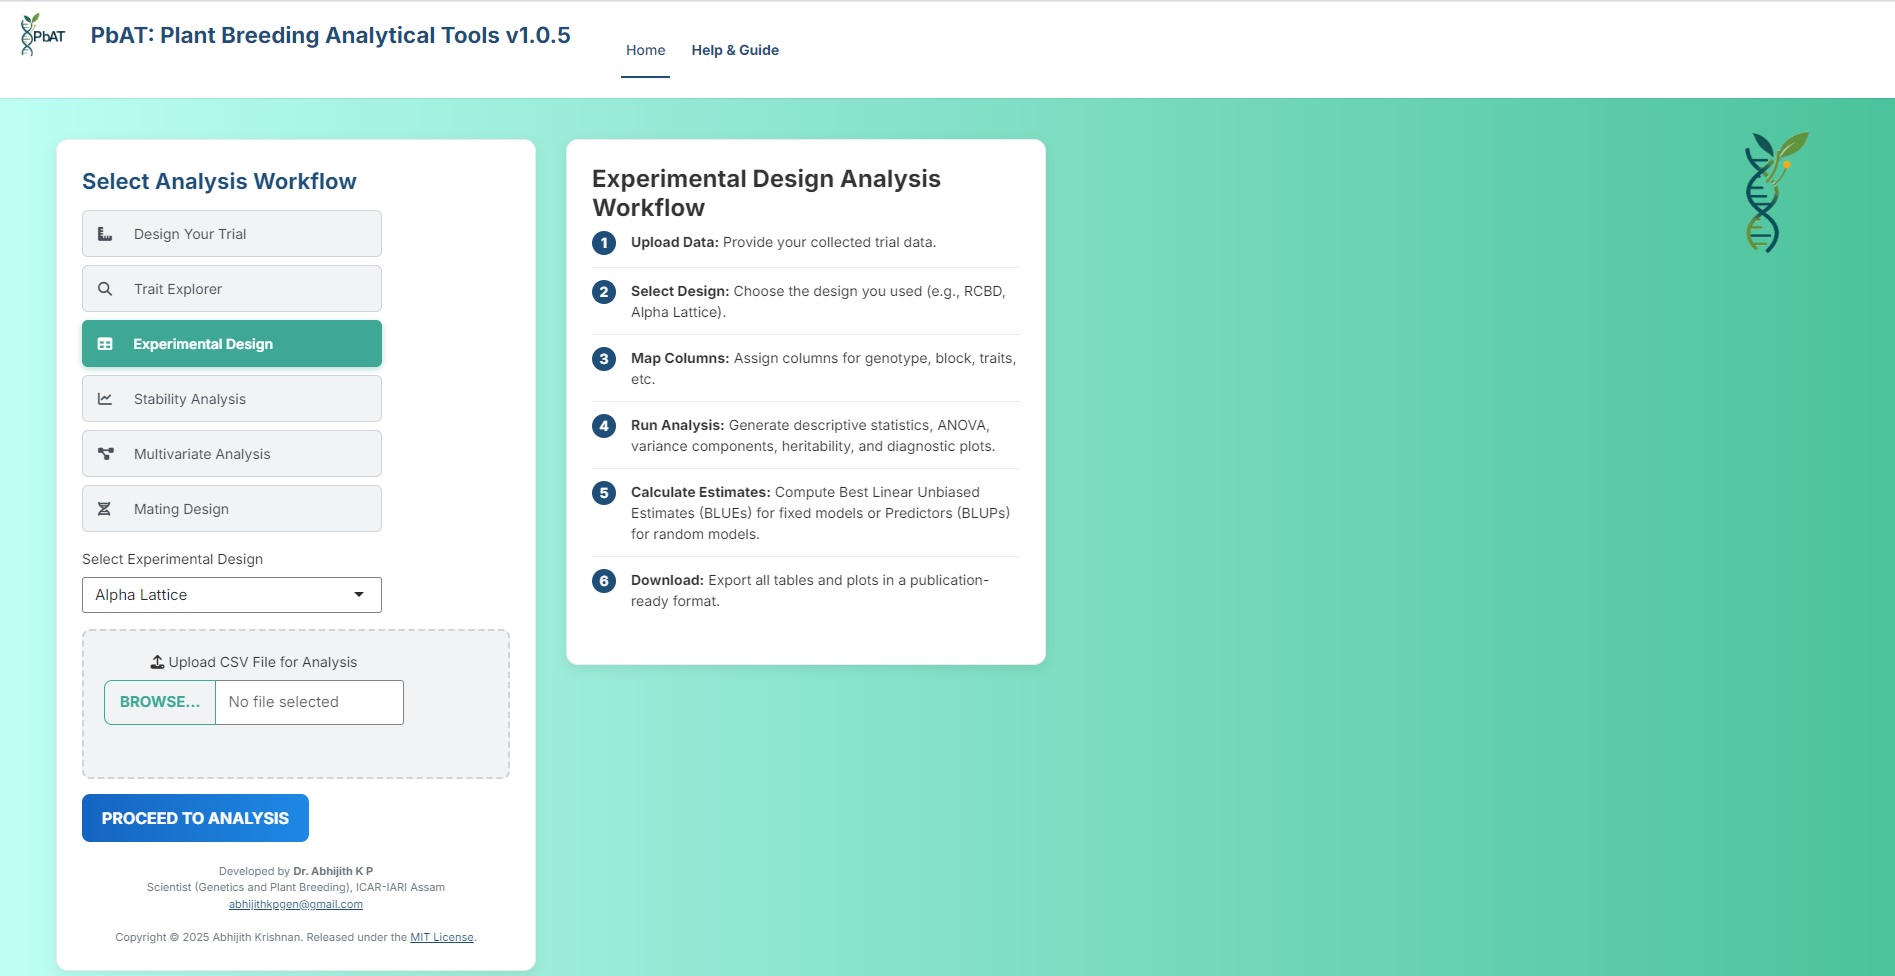 PbAT
PbAT: Plant Breeding Analytical Tools v1.0.5
Home
Help & Guide
Select Analysis Workflow
Design Your Trial
Trait Explorer
Experimental Design
Stability Analysis
Multivariate Analysis
Mating Design
Select Experimental Design
Alpha Lattice
Upload CSV File for Analysis
BROWSE...
No file selected
PROCEED TO ANALYSIS
Developed by Dr. Abhijith K P
Scientist (Genetics and Plant Breeding), ICAR-IARI Assam
abhijithkpgen@gmail.com
Copyright © 2025 Abhijith Krishnan. Released under the MIT License.
Experimental Design Analysis
Workflow
1 Upload Data: Provide your collected trial data.
2 Select Design: Choose the design you used (e.g., RCBD,
Alpha Lattice).
3 Map Columns: Assign columns for genotype, block, traits,
etc.
4 Run Analysis: Generate descriptive statistics, ANOVA,
variance components, heritability, and diagnostic plots.
5 Calculate Estimates: Compute Best Linear Unbiased
Estimates (BLUEs) for fixed models or Predictors (BLUPs)
for random models.
6 Download: Export all tables and plots in a publication-
ready format.